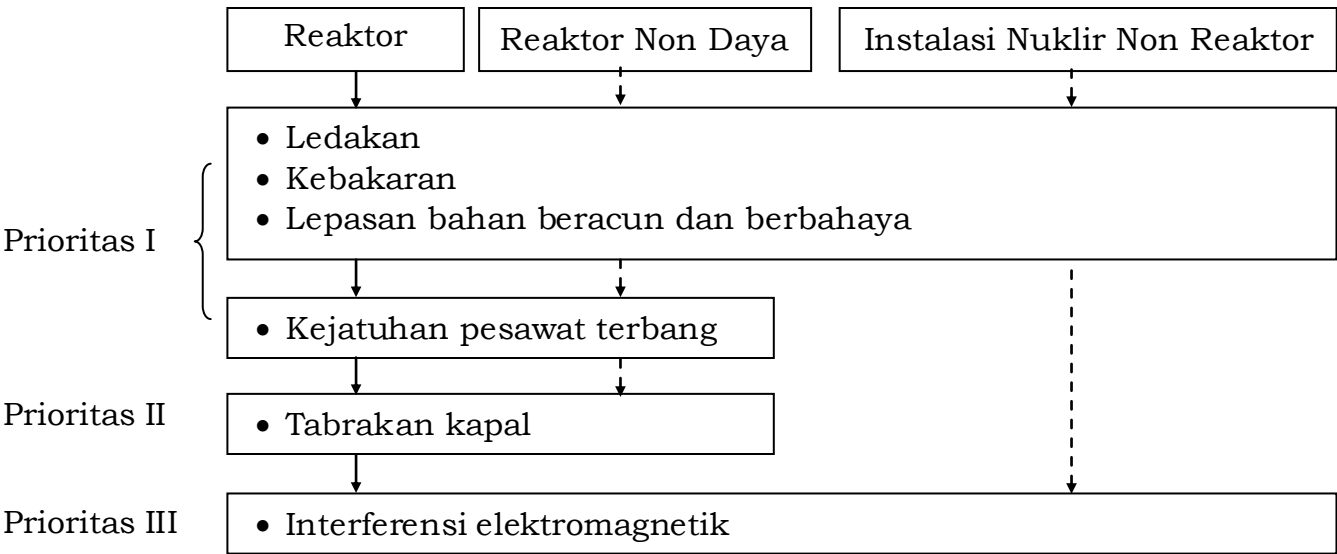 Reaktor
Reaktor Non Daya
Instalasi Nuklir Non Reaktor
Prioritas I
• Ledakan
• Kebakaran
• Lepasan bahan beracun dan berbahaya
• Kejatuhan pesawat terbang
Prioritas II
• Tabrakan kapal
Prioritas III
• Interferensi elektromagnetik